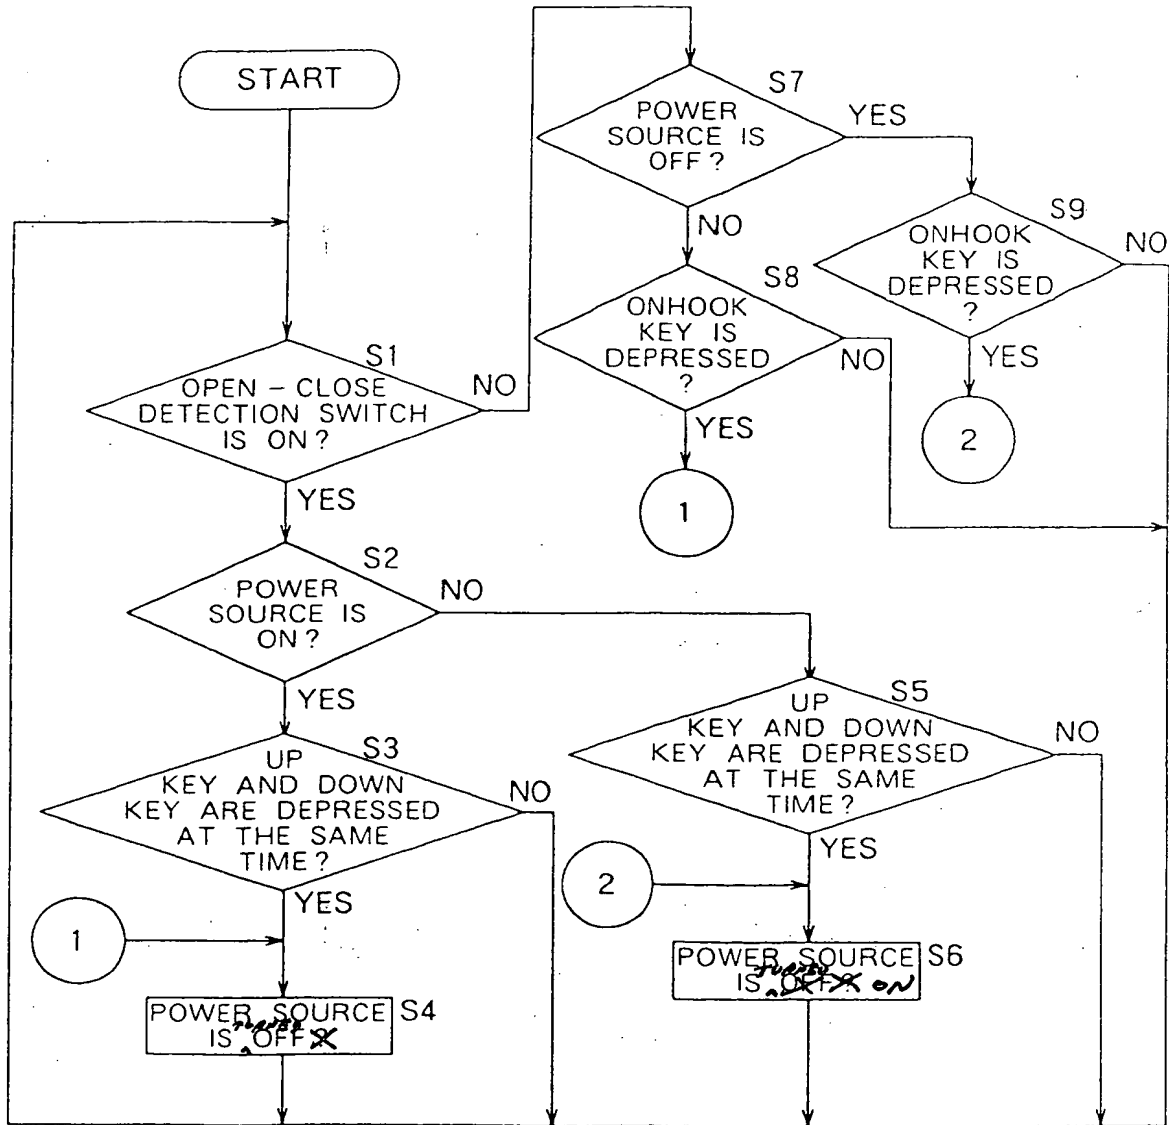 START
S1
OPEN - CLOSE
DETECTION SWITCH
IS ON?
NO
YES
S2
POWER
SOURCE IS
ON?
NO
YES
S3
UP
KEY AND DOWN
KEY ARE DEPRESSED
AT THE SAME
TIME?
NO
YES
1
POWER SOURCE S4
IS TURNED OFF ?
S5
UP
KEY AND DOWN
KEY ARE DEPRESSED
AT THE SAME
TIME?
NO
YES
2
POWER SOURCE S6
IS TURNED OFF? ON
S7
POWER
SOURCE IS
OFF?
YES
NO
S8
ONHOOK
KEY IS
DEPRESSED
?
NO
YES
1
S9
ONHOOK
KEY IS
DEPRESSED
?
NO
YES
2